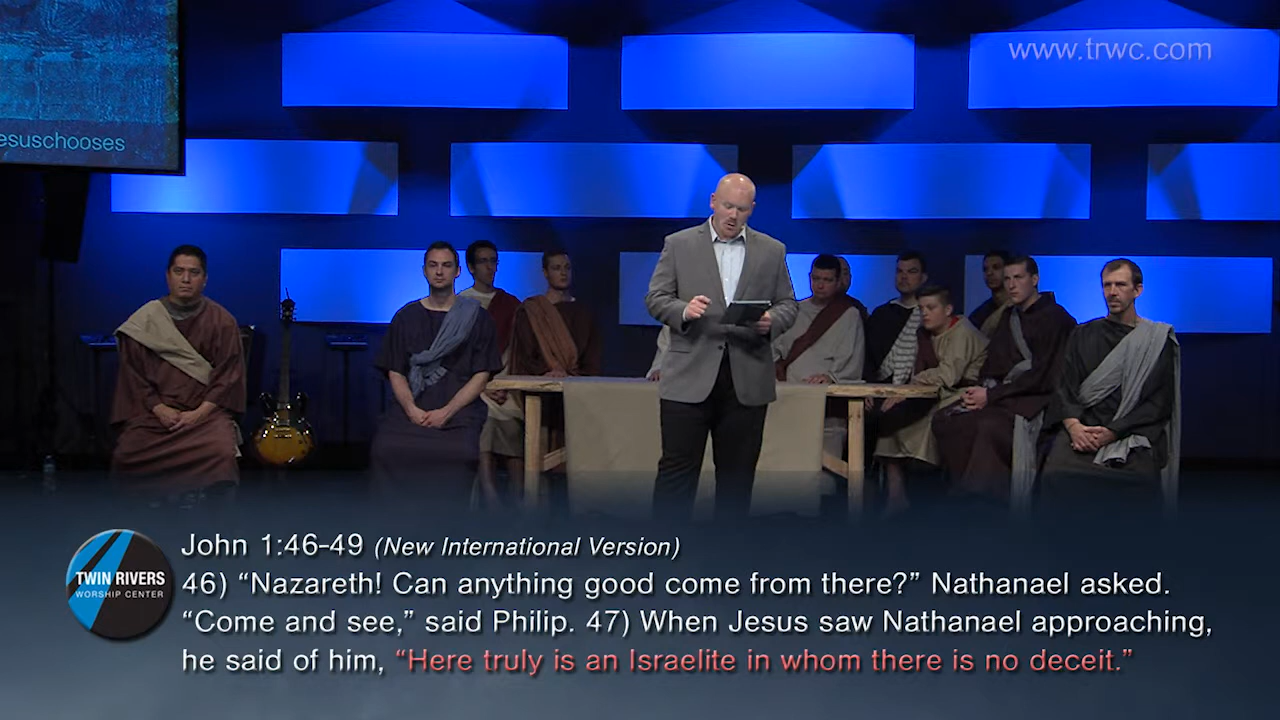 www.trwc.com
esuschooses
John 1:46-49 (New International Version)
46) “Nazareth! Can anything good come from there?” Nathanael asked.
“Come and see,” said Philip. 47) When Jesus saw Nathanael approaching,
he said of him, “Here truly is an Israelite in whom there is no deceit.”
TWIN RIVERS
WORSHIP CENTER